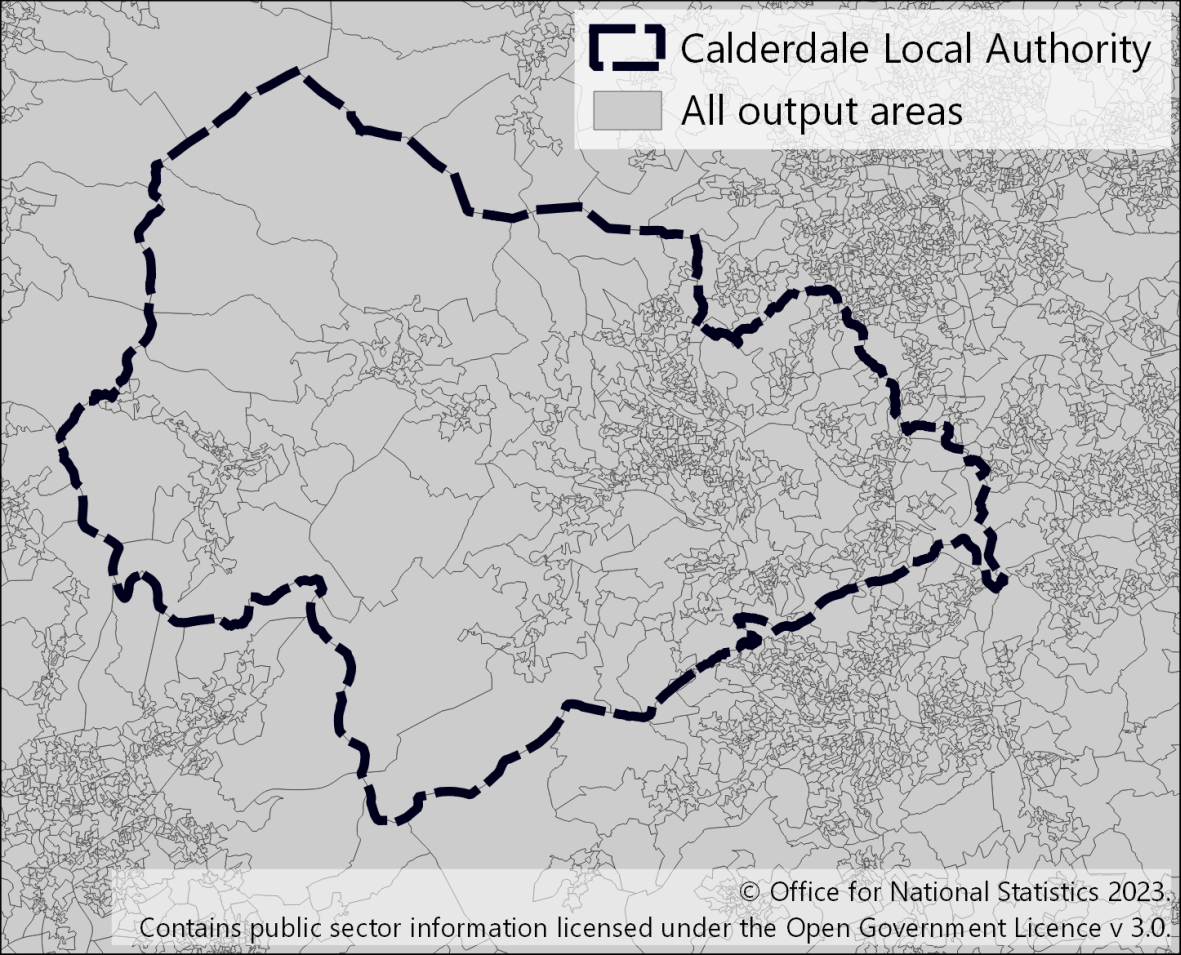 Calderdale Local Authority
All output areas
© Office for National Statistics 2023.
Contains public sector information licensed under the Open Government Licence v 3.0.